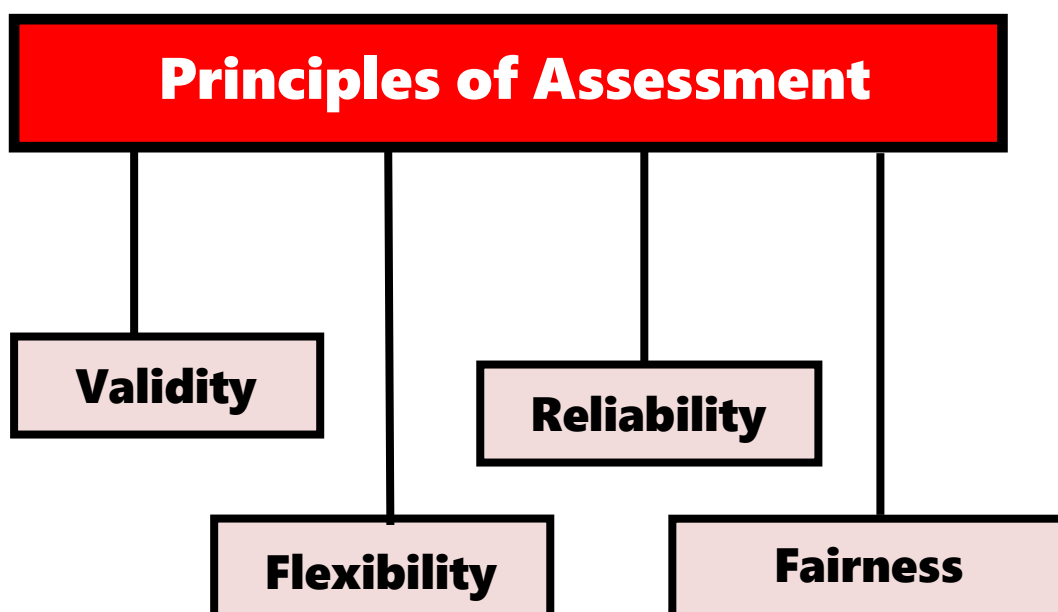 Principles of Assessment
Validity
Reliability
Flexibility
Fairness